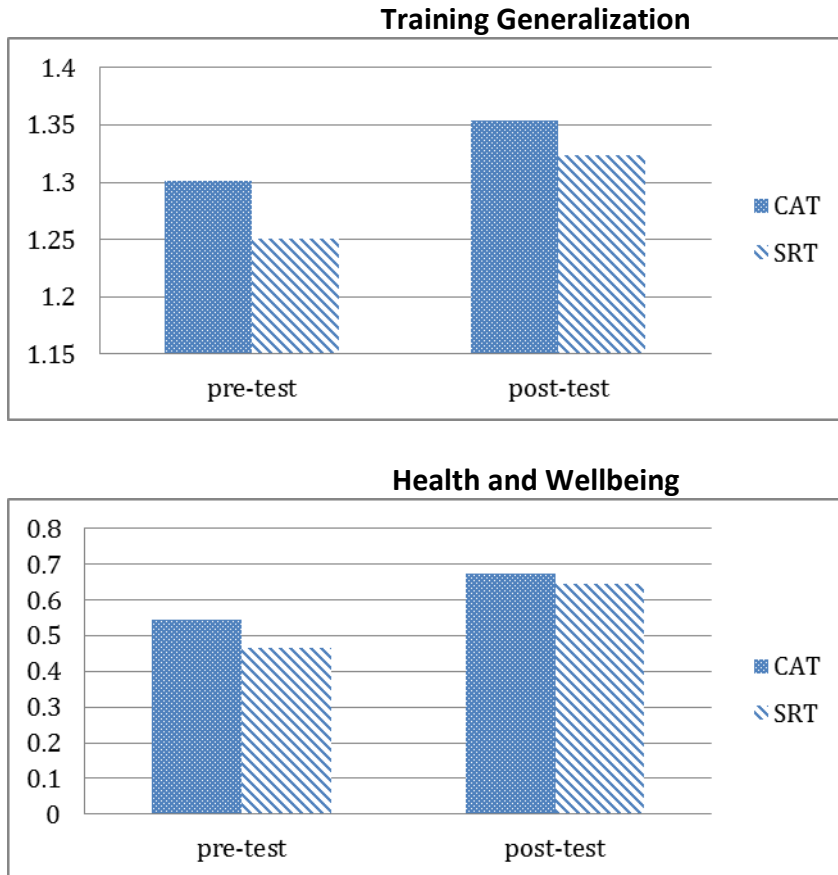 Training Generalization
1.4
1.35
1.3
1.25
1.2
1.15
pre-test post-test
CAT
SRT
Health and Wellbeing
0.8
0.7
0.6
0.5
0.4
0.3
0.2
0.1
0
pre-test post-test
CAT
SRT